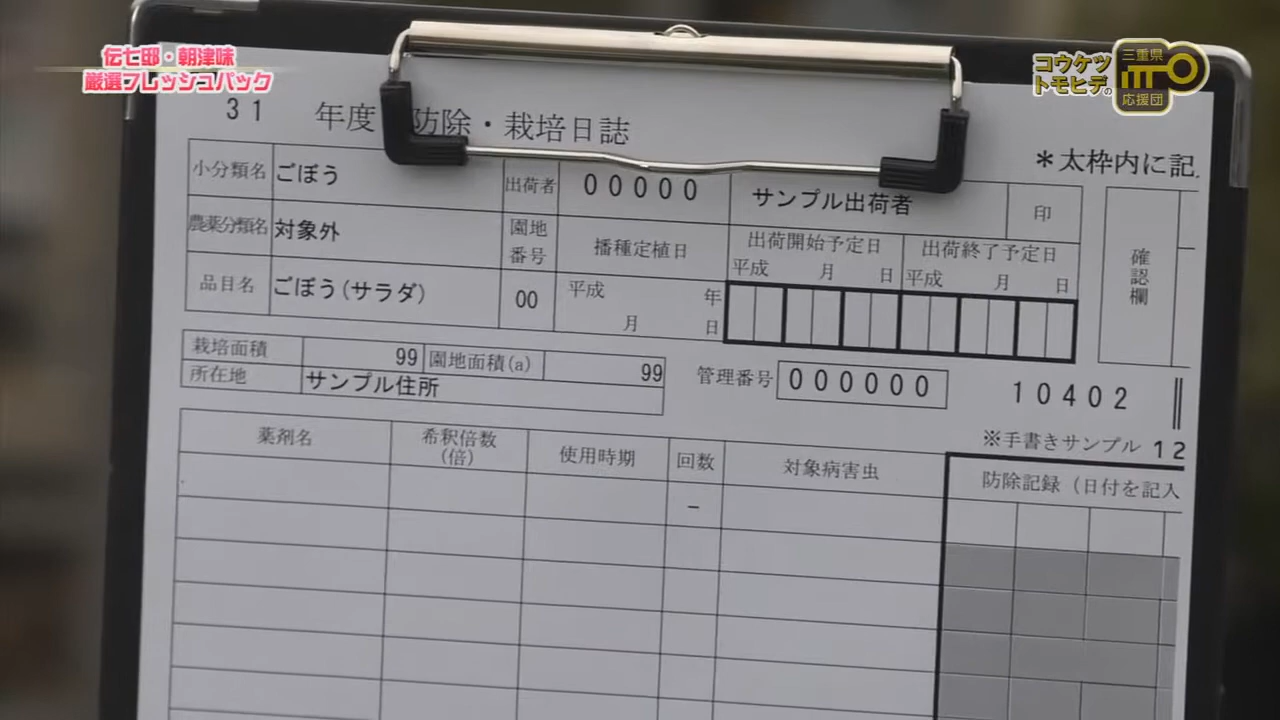 伝七邸・朝津味
厳選フレッシュパック
コウケツ
トモヒデの
三重県
応援団
31 年度 防除・栽培日誌
*太枠内に記
小分類名 ごぼう 出荷者 00000 サンプル出荷者 印
農薬分類名 対象外 園地番号 播種定植日 出荷開始予定日 出荷終了予定日 確認欄
平成 月 日 平成 月 日
品目名 ごぼう(サラダ) 00 平成 年 月 日
栽培面積 99 園地面積(a) 99
所在地 サンプル住所
管理番号 000000 10402
※手書きサンプル 12
薬剤名 希釈倍数(倍) 使用時期 回数 対象病害虫 防除記録(日付を記入
-